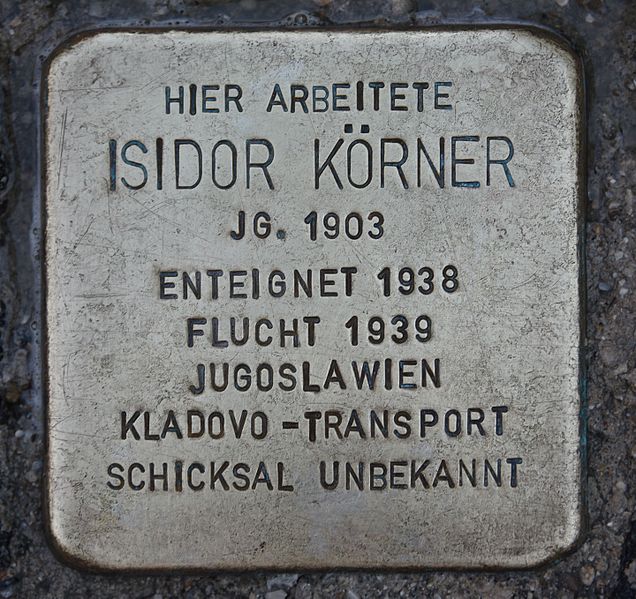 HIER ARBEITETE
ISIDOR KÖRNER
JG. 1903
ENTEIGNET 1938
FLUCHT 1939
JUGOSLAWIEN
KLADOVO-TRANSPORT
SCHICKSAL UNBEKANNT